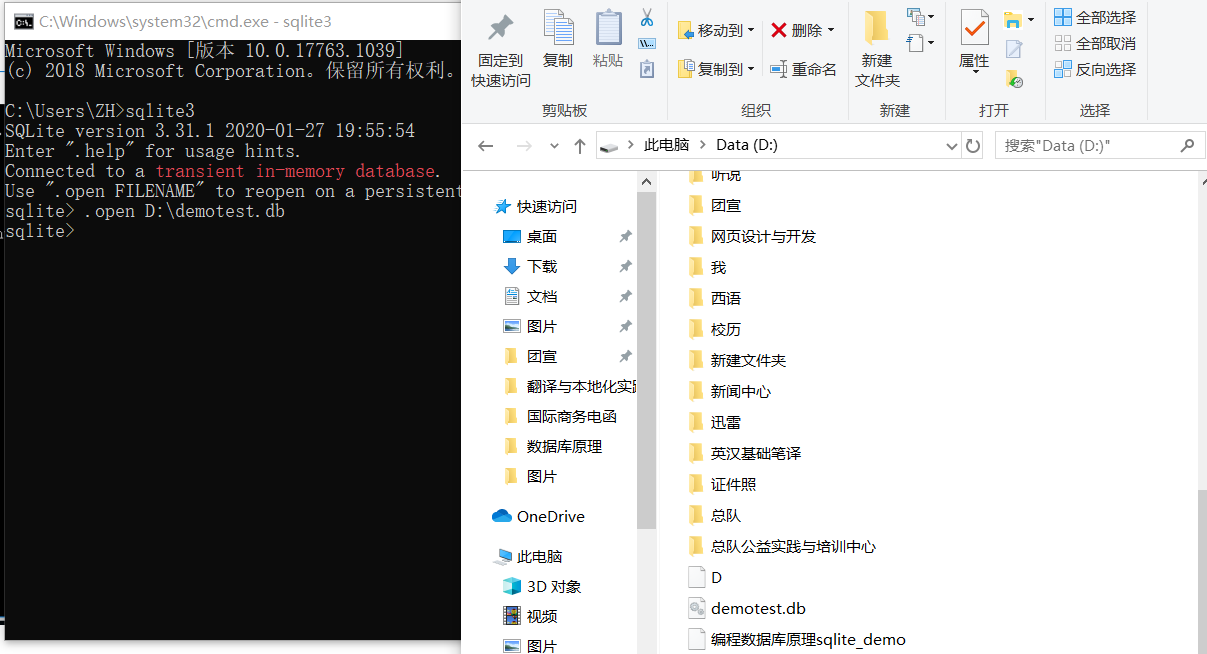 C:\Windows\system32\cmd.exe - sqlite3
Microsoft Windows [版本 10.0.17763.1039]
(c) 2018 Microsoft Corporation。保留所有权利。
C:\Users\ZH>sqlite3
SQLite version 3.31.1 2020-01-27 19:55:54
Enter ".help" for usage hints.
Connected to a transient in-memory database.
Use ".open FILENAME" to reopen on a persistent
sqlite> .open D:\demotest.db
sqlite>
固定到
快速访问
复制
粘贴
剪贴板
移动到
复制到
删除
重命名
组织
新建
文件夹
新建
属性
打开
全部选择
全部取消
反向选择
选择
此电脑
Data (D:)
搜索"Data (D:)"
快速访问
桌面
下载
文档
图片
团宣
翻译与本地化实践
国际商务电函
数据库原理
图片
OneDrive
此电脑
3D 对象
视频
图片
听说
团宣
网页设计与开发
我
西语
校历
新建文件夹
新闻中心
迅雷
英汉基础笔译
证件照
总队
总队公益实践与培训中心
D
demotest.db
编程数据库原理sqlite_demo